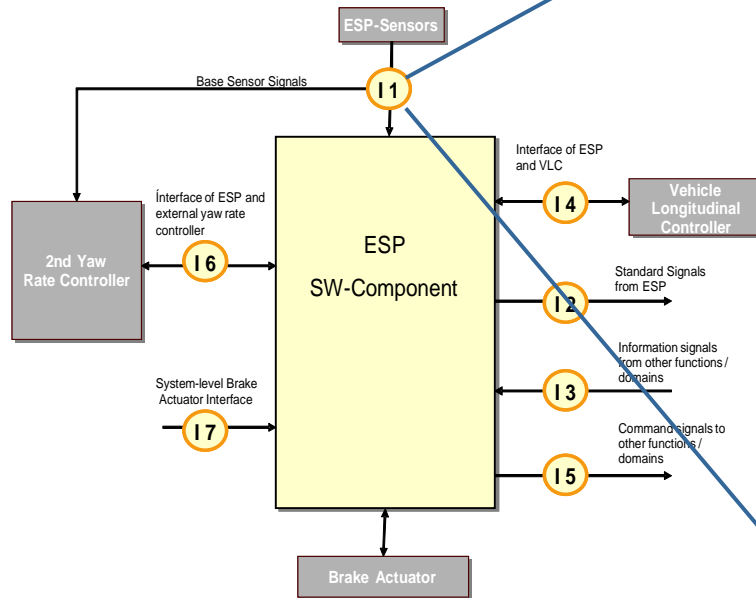 ESP-Sensors
Base Sensor Signals
I 1
Interface of ESP
and VLC
I 4
Vehicle
Longitudinal
Controller
Ínterface of ESP and
external yaw rate
controller
I 6
2nd Yaw
Rate Controller
ESP
SW-Component
Standard Signals
from ESP
I 2
Information signals
from other functions /
domains
I 3
System-level Brake
Actuator Interface
I 7
Command signals to
other functions /
domains
I 5
Brake Actuator